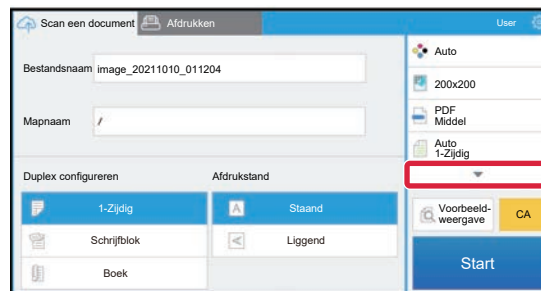 Scan een document
Afdrukken
User
Bestandsnaam
image_20211010_011204
Mapnaam
/
Duplex configureren
1-Zijdig
Schrijfblok
Boek
Afdrukstand
A
Staand
Liggend
Auto
200x200
PDF
Middel
Auto
1-Zijdig
Voorbeeld-
weergave
CA
Start